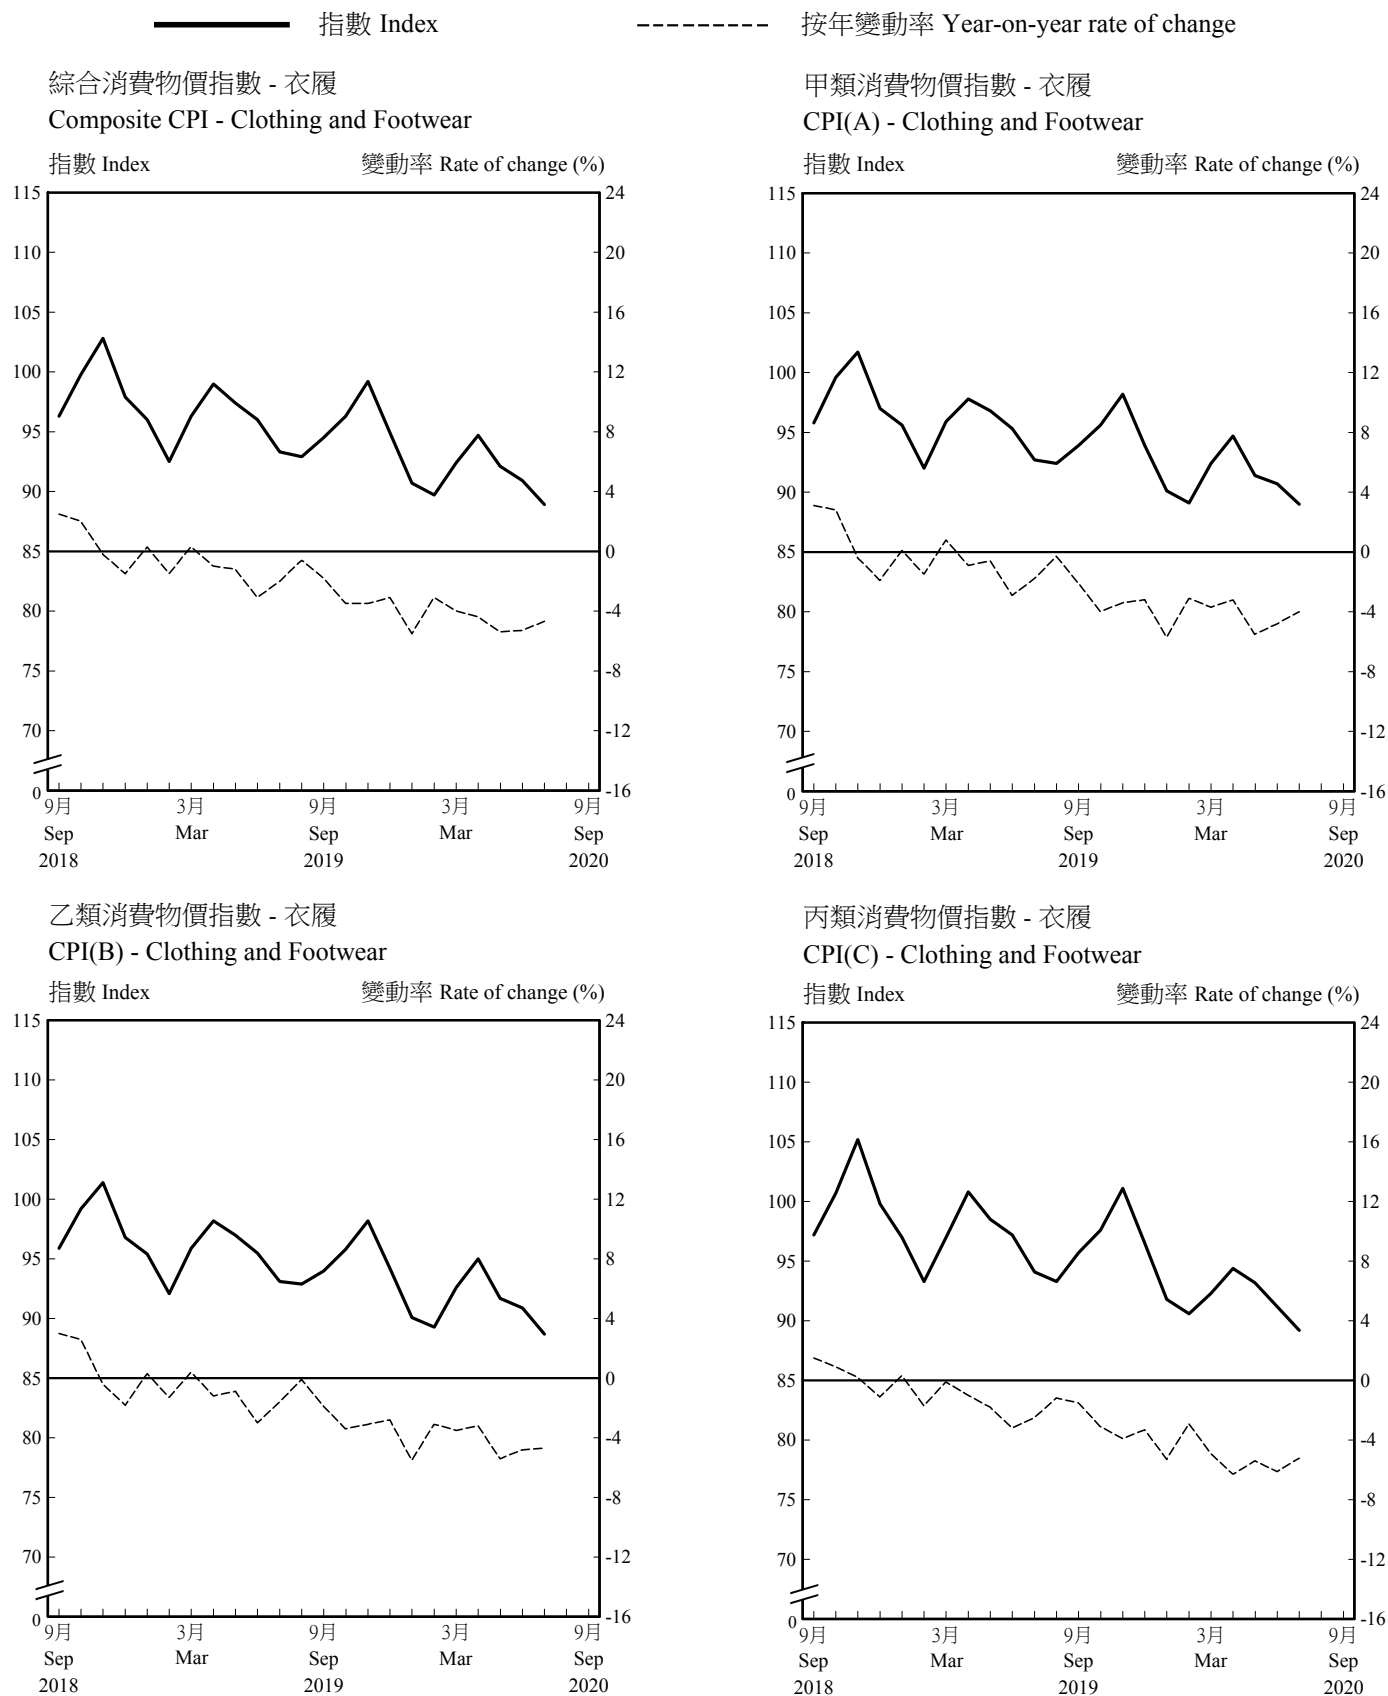 指數 Index 按年變動率 Year-on-year rate of change
綜合消費物價指數 - 衣履
Composite CPI - Clothing and Footwear
指數 Index 變動率 Rate of change (%)
115 24
110 20
105 16
100 12
95 8
90 4
85 0
80 -4
75 -8
70 -12
0 -16
9月 3月 9月 3月 9月
Sep Mar Sep Mar Sep
2018 2019 2020
甲類消費物價指數 - 衣履
CPI(A) - Clothing and Footwear
指數 Index 變動率 Rate of change (%)
115 24
110 20
105 16
100 12
95 8
90 4
85 0
80 -4
75 -8
70 -12
0 -16
9月 3月 9月 3月 9月
Sep Mar Sep Mar Sep
2018 2019 2020
乙類消費物價指數 - 衣履
CPI(B) - Clothing and Footwear
指數 Index 變動率 Rate of change (%)
115 24
110 20
105 16
100 12
95 8
90 4
85 0
80 -4
75 -8
70 -12
0 -16
9月 3月 9月 3月 9月
Sep Mar Sep Mar Sep
2018 2019 2020
丙類消費物價指數 - 衣履
CPI(C) - Clothing and Footwear
指數 Index 變動率 Rate of change (%)
115 24
110 20
105 16
100 12
95 8
90 4
85 0
80 -4
75 -8
70 -12
0 -16
9月 3月 9月 3月 9月
Sep Mar Sep Mar Sep
2018 2019 2020